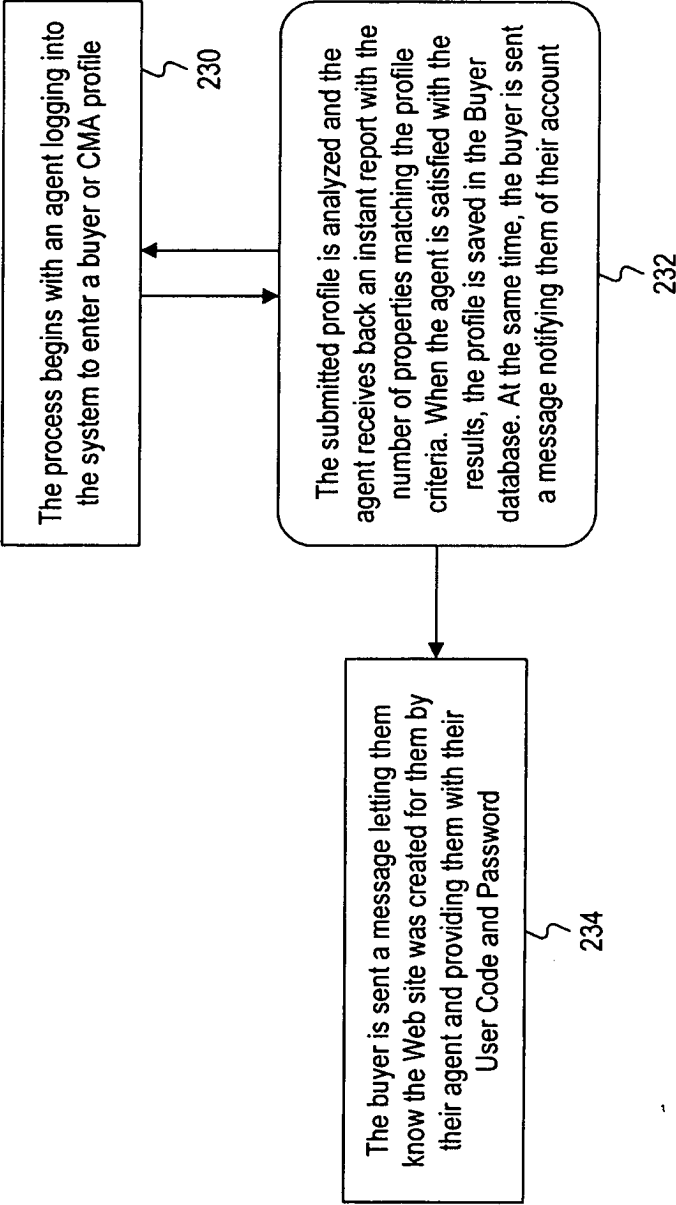 The process begins with an agent logging into
the system to enter a buyer or CMA profile
230
The submitted profile is analyzed and the
agent receives back an instant report with the
number of properties matching the profile
criteria. When the agent is satisfied with the
results, the profile is saved in the Buyer
database. At the same time, the buyer is sent
a message notifying them of their account
232
The buyer is sent a message letting them
know the Web site was created for them by
their agent and providing them with their
User Code and Password
234